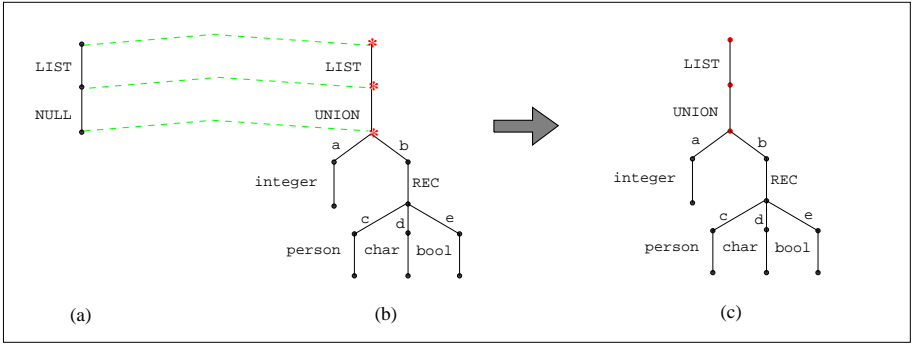 LIST
LIST
LIST
NULL
UNION
UNION
a
b
a
b
integer
REC
integer
REC
c
d
e
c
d
e
person
char
bool
person
char
bool
(a)
(b)
(c)